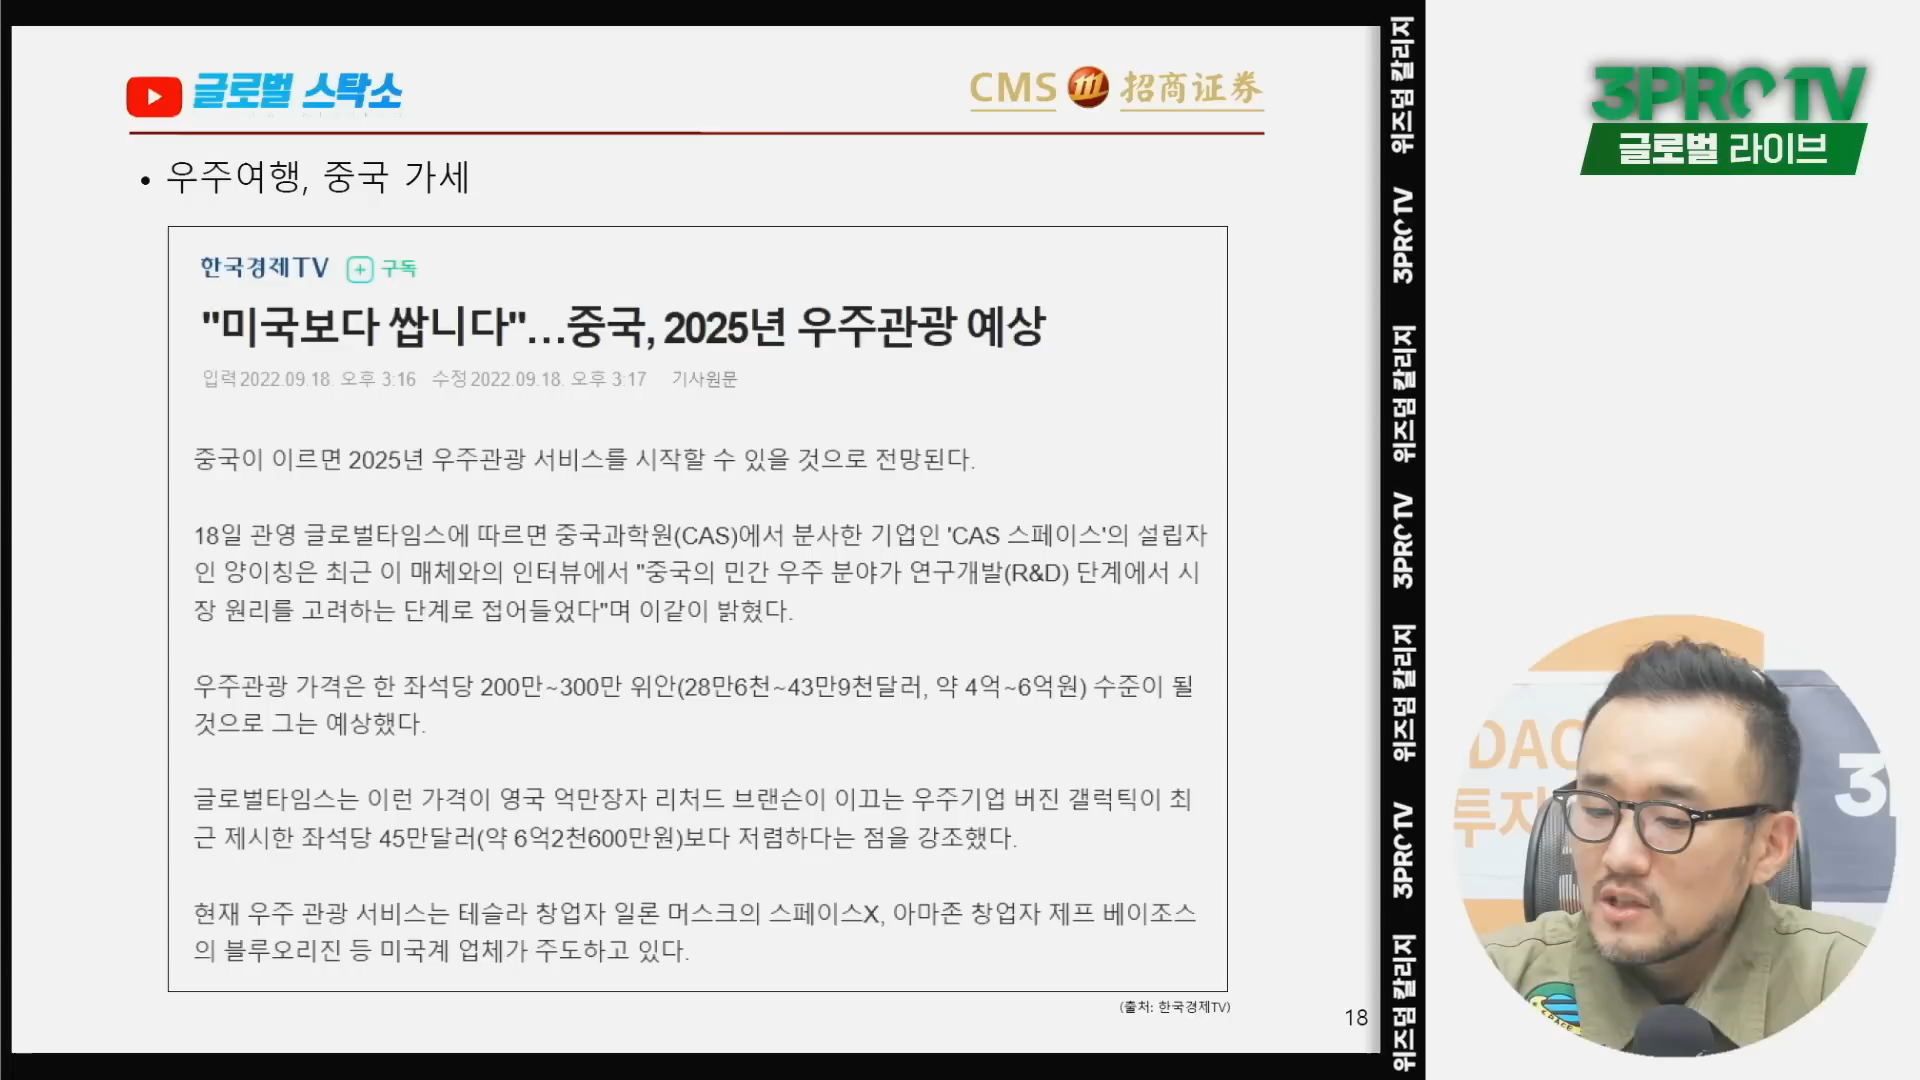 글로벌 스탁소
CMS 招商证券
• 우주여행, 중국 가세
한국경제TV + 구독
"미국보다 쌉니다"...중국, 2025년 우주관광 예상
입력 2022.09.18. 오후 3:16 수정 2022.09.18. 오후 3:17 기사원문
중국이 이르면 2025년 우주관광 서비스를 시작할 수 있을 것으로 전망된다.
18일 관영 글로벌타임스에 따르면 중국과학원(CAS)에서 분사한 기업인 'CAS 스페이스'의 설립자
인 양이칭은 최근 이 매체와의 인터뷰에서 "중국의 민간 우주 분야가 연구개발(R&D) 단계에서 시
장 원리를 고려하는 단계로 접어들었다"며 이같이 밝혔다.
우주관광 가격은 한 좌석당 200만~300만 위안(28만6천~43만9천달러, 약 4억~6억원) 수준이 될
것으로 그는 예상했다.
글로벌타임스는 이런 가격이 영국 억만장자 리처드 브랜슨이 이끄는 우주기업 버진 갤럭틱이 최
근 제시한 좌석당 45만달러(약 6억2천600만원)보다 저렴하다는 점을 강조했다.
현재 우주 관광 서비스는 테슬라 창업자 일론 머스크의 스페이스X, 아마존 창업자 제프 베이조스
의 블루오리진 등 미국계 업체가 주도하고 있다.
(출처: 한국경제TV)
18
위즈덤 칼리지
3PROTV
위즈덤 칼리지
3PROTV
위즈덤 칼리지
3PROTV
위즈덤 칼리지
3PROTV
글로벌 라이브
DAO
투자
3